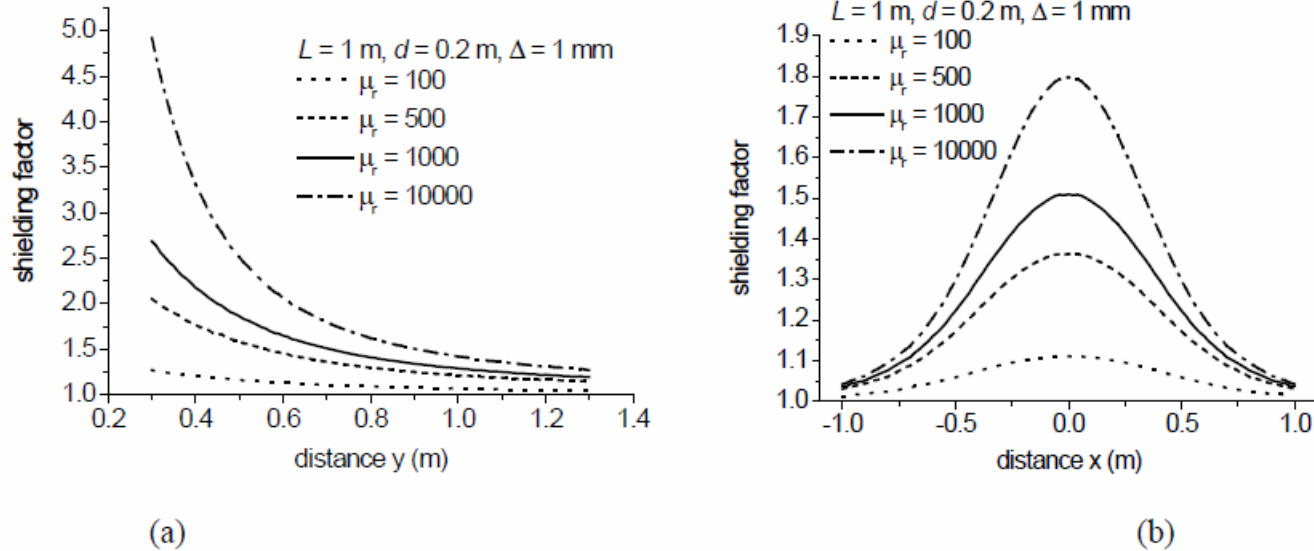 L = 1 m, d = 0.2 m, Δ = 1 mm
μr = 100
μr = 500
μr = 1000
μr = 10000
shielding factor
5.0
4.5
4.0
3.5
3.0
2.5
2.0
1.5
1.0
0.2 0.4 0.6 0.8 1.0 1.2 1.4
distance y (m)
(a)
L = 1 m, d = 0.2 m, Δ = 1 mm
μr = 100
μr = 500
μr = 1000
μr = 10000
shielding factor
1.9
1.8
1.7
1.6
1.5
1.4
1.3
1.2
1.1
1.0
-1.0 -0.5 0.0 0.5 1.0
distance x (m)
(b)